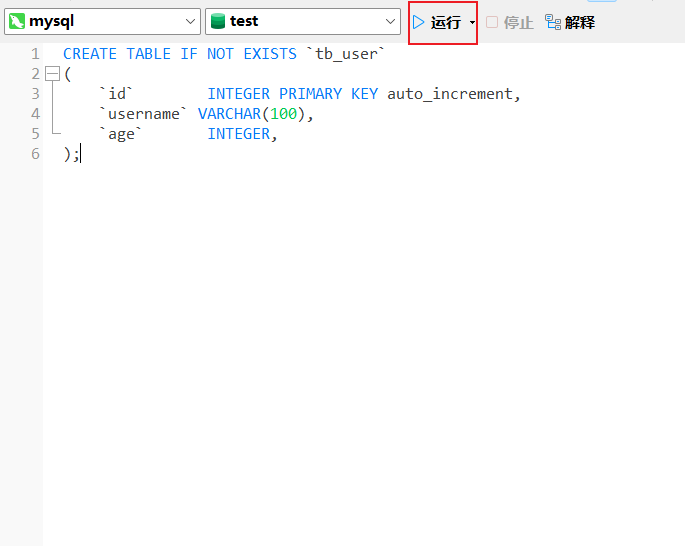 mysql test 运行 停止 解释
1 CREATE TABLE IF NOT EXISTS `tb_user`
2 (
3 `id` INTEGER PRIMARY KEY auto_increment,
4 `username` VARCHAR(100),
5 `age` INTEGER,
6 );